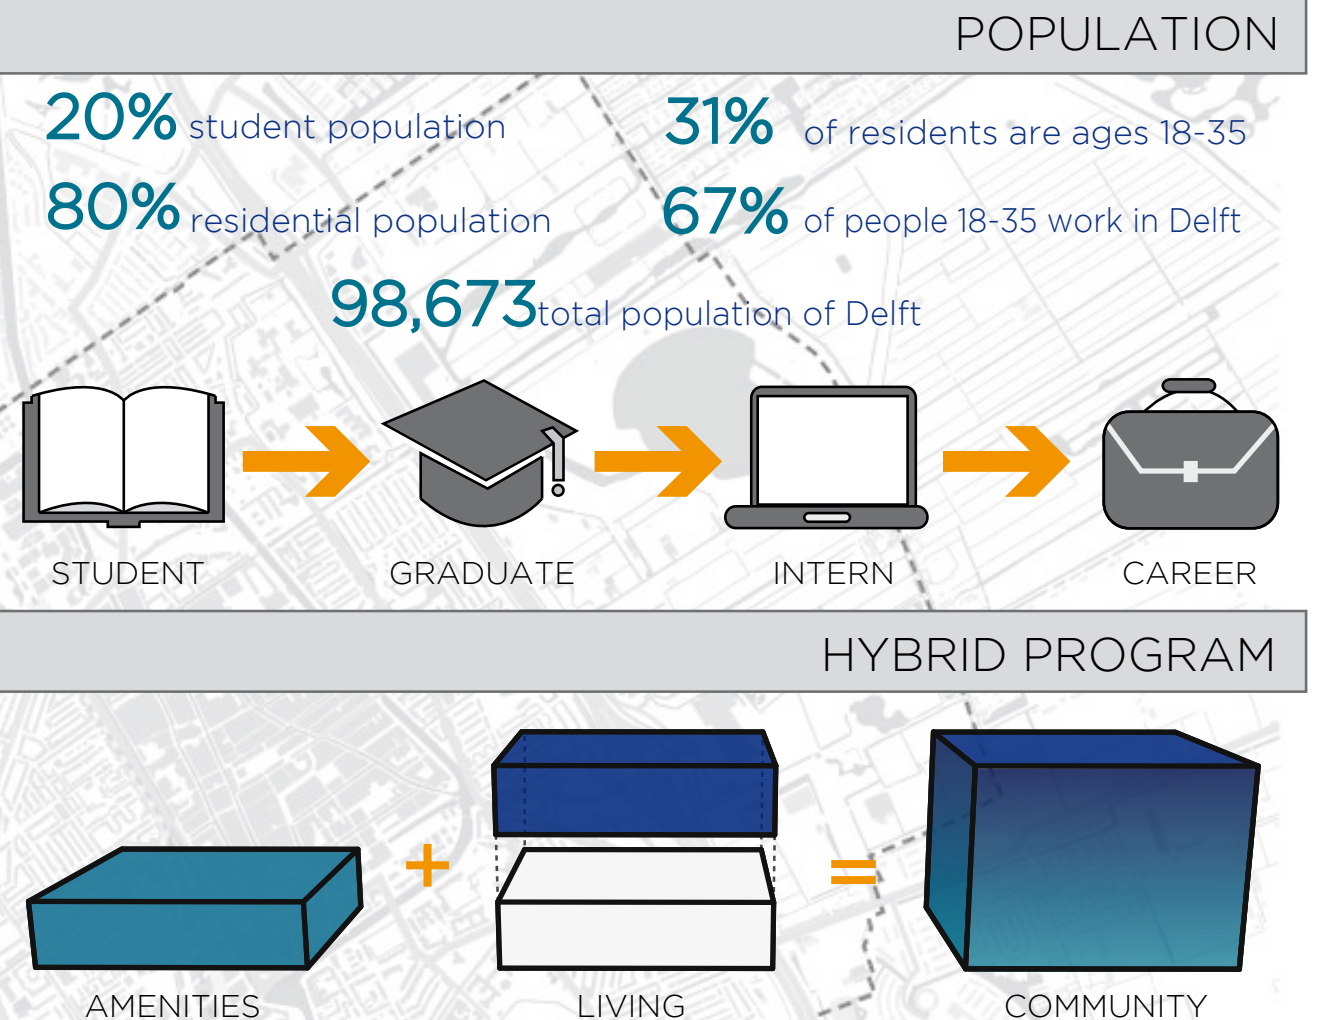 POPULATION
20% student population
31% of residents are ages 18-35
80% residential population
67% of people 18-35 work in Delft
98,673 total population of Delft
STUDENT
GRADUATE
INTERN
CAREER
HYBRID PROGRAM
+
=
AMENITIES
LIVING
COMMUNITY